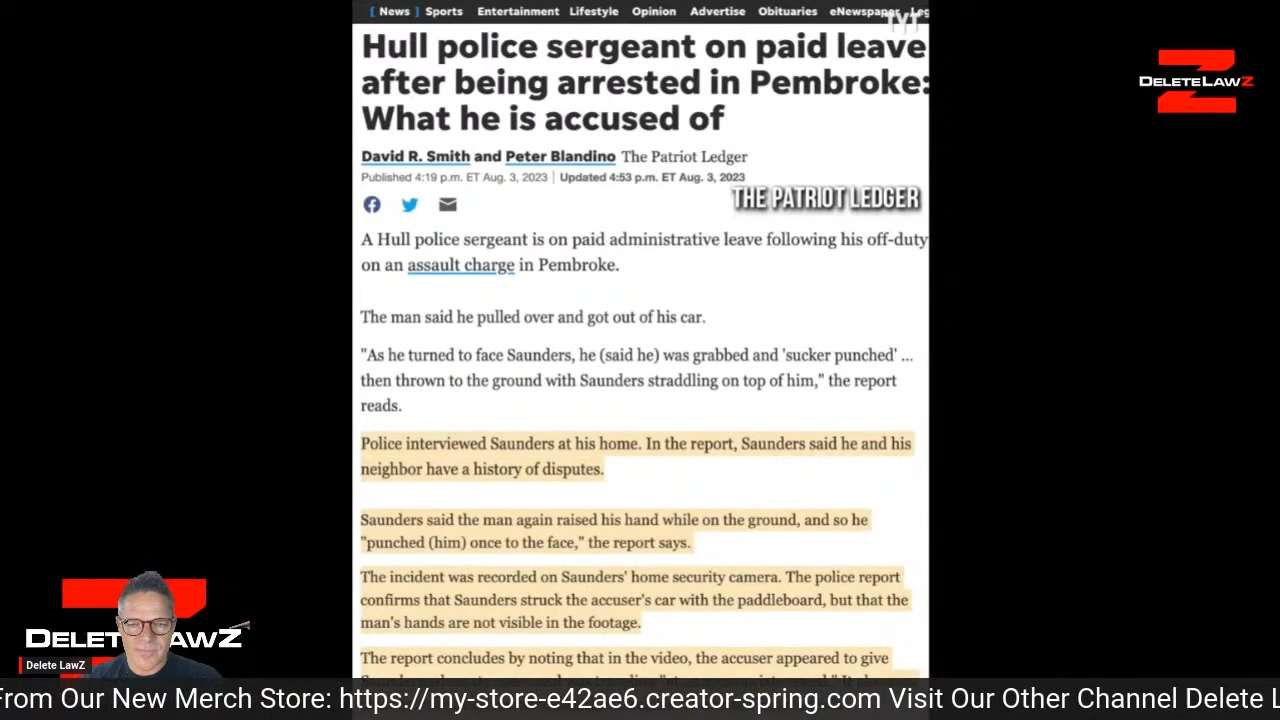 [ News ] Sports Entertainment Lifestyle Opinion Advertise Obituaries eNewspaper Leg
TYT
Hull police sergeant on paid leave
after being arrested in Pembroke:
What he is accused of
DELETELAWZ
David R. Smith and Peter Blandino The Patriot Ledger
Published 4:19 p.m. ET Aug. 3, 2023 | Updated 4:53 p.m. ET Aug. 3, 2023
THE PATRIOT LEDGER
A Hull police sergeant is on paid administrative leave following his off-duty
on an assault charge in Pembroke.
The man said he pulled over and got out of his car.
"As he turned to face Saunders, he (said he) was grabbed and 'sucker punched' ...
then thrown to the ground with Saunders straddling on top of him," the report
reads.
Police interviewed Saunders at his home. In the report, Saunders said he and his
neighbor have a history of disputes.
Saunders said the man again raised his hand while on the ground, and so he
"punched (him) once to the face," the report says.
The incident was recorded on Saunders' home security camera. The police report
confirms that Saunders struck the accuser's car with the paddleboard, but that the
man's hands are not visible in the footage.
The report concludes by noting that in the video, the accuser appeared to give
DELETE AWZ
Delete LawZ
From Our New Merch Store: https://my-store-e42ae6.creator-spring.com Visit Our Other Channel Delete L